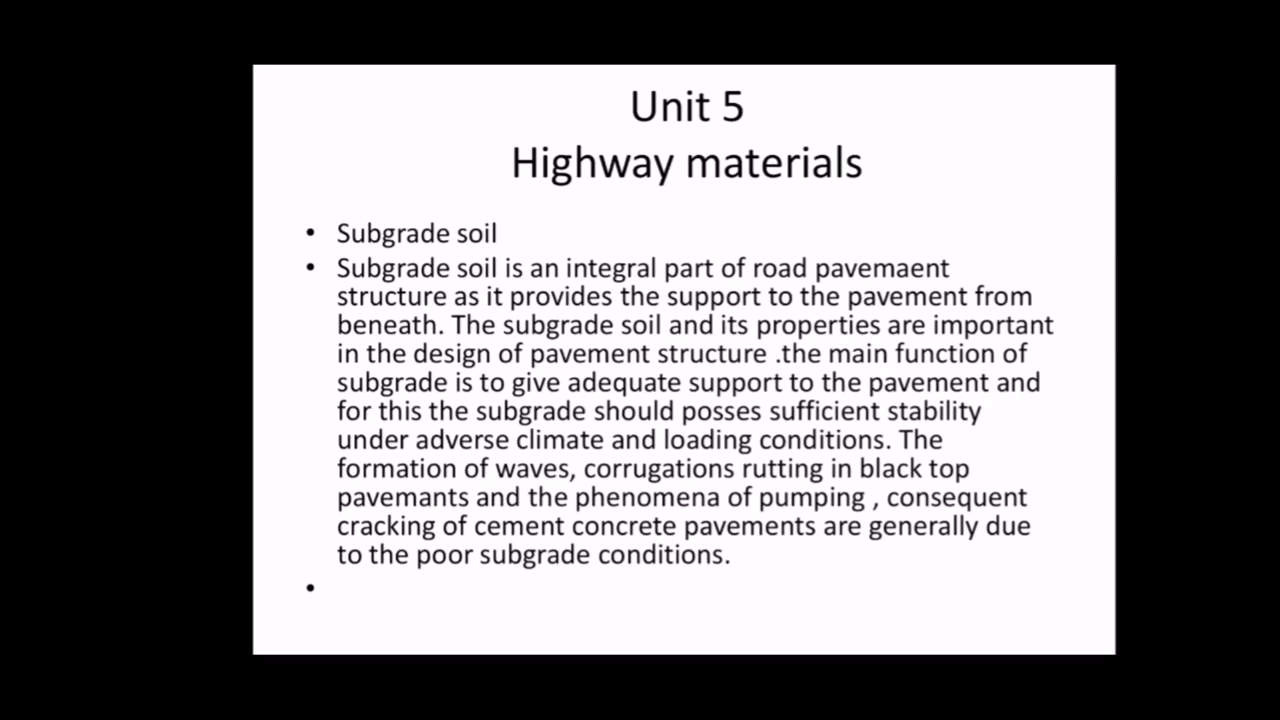 Unit 5
Highway materials
• Subgrade soil
• Subgrade soil is an integral part of road pavemaent
structure as it provides the support to the pavement from
beneath. The subgrade soil and its properties are important
in the design of pavement structure .the main function of
subgrade is to give adequate support to the pavement and
for this the subgrade should posses sufficient stability
under adverse climate and loading conditions. The
formation of waves, corrugations rutting in black top
pavemants and the phenomena of pumping , consequent
cracking of cement concrete pavements are generally due
to the poor subgrade conditions.
•